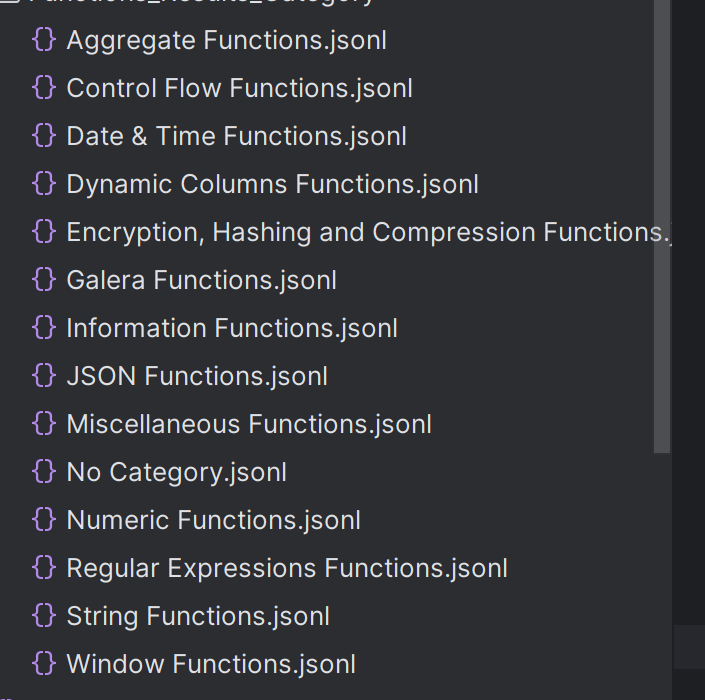 Functions_Results_Category
Aggregate Functions.jsonl
Control Flow Functions.jsonl
Date & Time Functions.jsonl
Dynamic Columns Functions.jsonl
Encryption, Hashing and Compression Functions.j
Galera Functions.jsonl
Information Functions.jsonl
JSON Functions.jsonl
Miscellaneous Functions.jsonl
No Category.jsonl
Numeric Functions.jsonl
Regular Expressions Functions.jsonl
String Functions.jsonl
Window Functions.jsonl